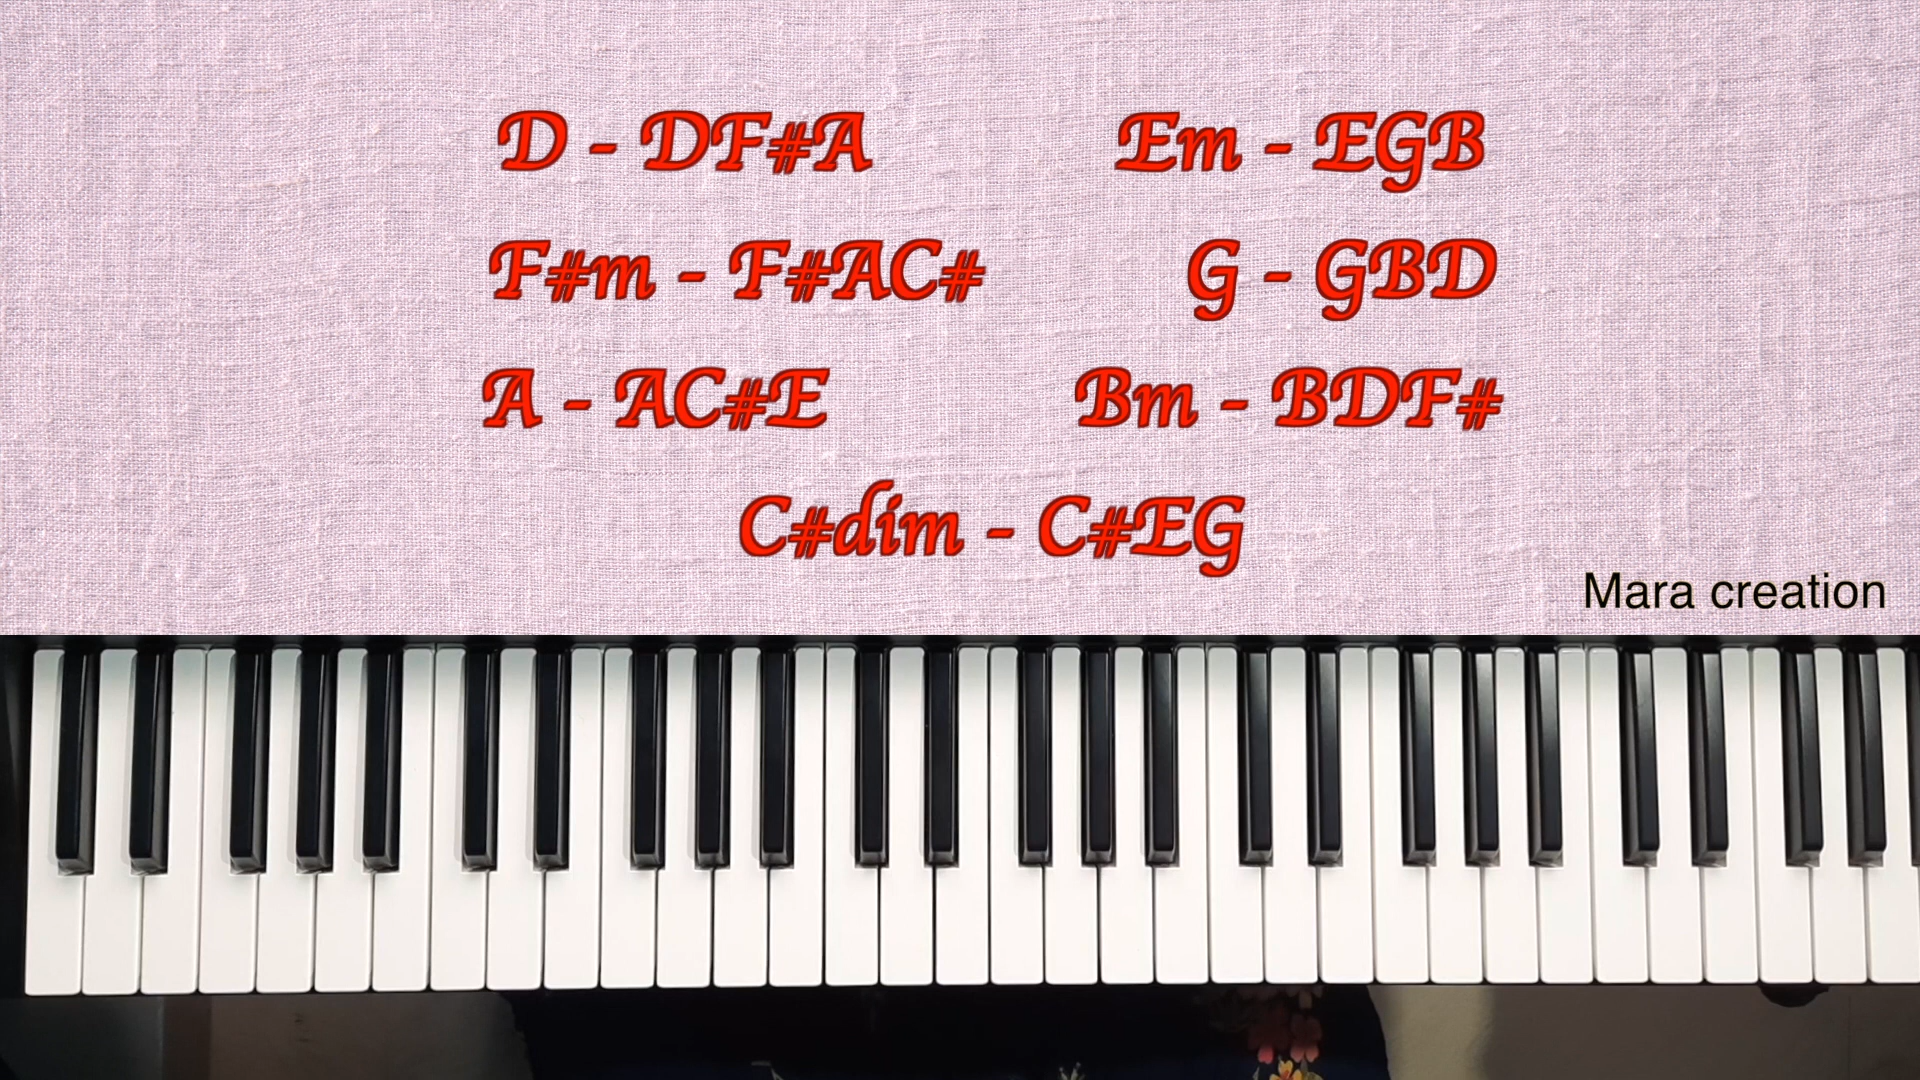 D - DF#A Em - EGB
F#m - F#AC# G - GBD
A - AC#E Bm - BDF#
C#dim - C#EG
Mara creation